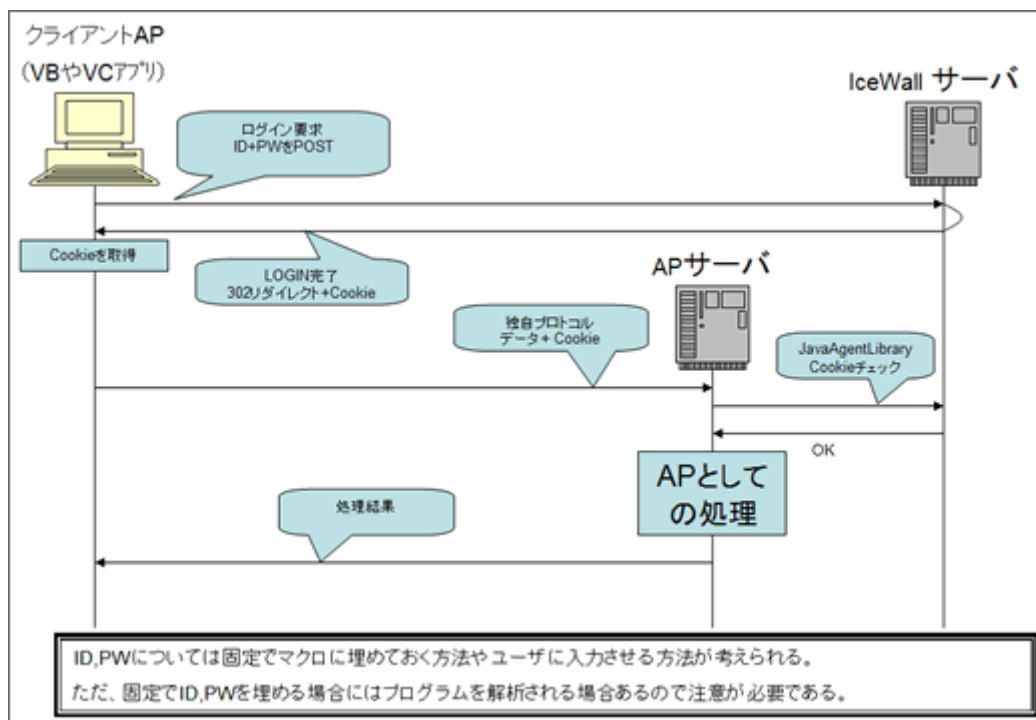 クライアントAP
(VBやVCアプリ)
IceWall サーバ
ログイン要求
ID+PWをPOST
Cookieを取得
LOGIN完了
302リダイレクト+Cookie
APサーバ
独自プロトコル
データ+ Cookie
JavaAgentLibrary
Cookieチェック
OK
APとして
の処理
処理結果
ID,PWについては固定でマクロに埋めておく方法やユーザに入力させる方法が考えられる。
ただ、固定でID,PWを埋める場合にはプログラムを解析される場合あるので注意が必要である。